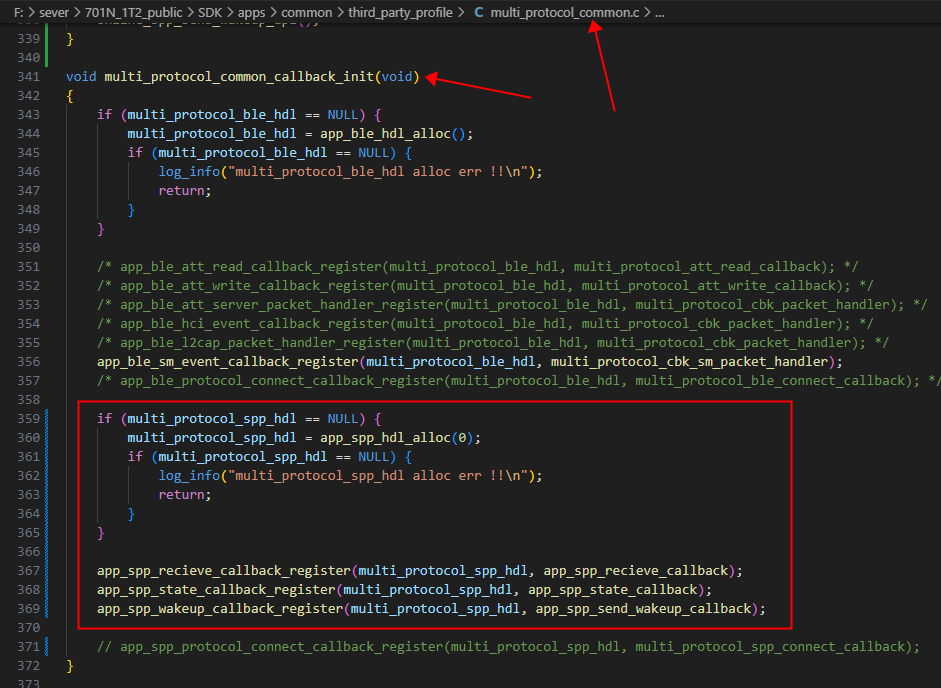 F: > sever > 701N_1T2_public > SDK > apps > common > third_party_profile > C multi_protocol_common.c > ...
339 }
340
341 void multi_protocol_common_callback_init(void)
342 {
343 if (multi_protocol_ble_hdl == NULL) {
344 multi_protocol_ble_hdl = app_ble_hdl_alloc();
345 if (multi_protocol_ble_hdl == NULL) {
346 log_info("multi_protocol_ble_hdl alloc err !!\n");
347 return;
348 }
349 }
350
351 /* app_ble_att_read_callback_register(multi_protocol_ble_hdl, multi_protocol_att_read_callback); */
352 /* app_ble_att_write_callback_register(multi_protocol_ble_hdl, multi_protocol_att_write_callback); */
353 /* app_ble_att_server_packet_handler_register(multi_protocol_ble_hdl, multi_protocol_cbk_packet_handler); */
354 /* app_ble_hci_event_callback_register(multi_protocol_ble_hdl, multi_protocol_cbk_packet_handler); */
355 /* app_ble_l2cap_packet_handler_register(multi_protocol_ble_hdl, multi_protocol_cbk_packet_handler); */
356 app_ble_sm_event_callback_register(multi_protocol_ble_hdl, multi_protocol_cbk_sm_packet_handler);
357 /* app_ble_protocol_connect_callback_register(multi_protocol_ble_hdl, multi_protocol_ble_connect_callback); */
358
359 if (multi_protocol_spp_hdl == NULL) {
360 multi_protocol_spp_hdl = app_spp_hdl_alloc(0);
361 if (multi_protocol_spp_hdl == NULL) {
362 log_info("multi_protocol_spp_hdl alloc err !!\n");
363 return;
364 }
365 }
366
367 app_spp_recieve_callback_register(multi_protocol_spp_hdl, app_spp_recieve_callback);
368 app_spp_state_callback_register(multi_protocol_spp_hdl, app_spp_state_callback);
369 app_spp_wakeup_callback_register(multi_protocol_spp_hdl, app_spp_send_wakeup_callback);
370
371 // app_spp_protocol_connect_callback_register(multi_protocol_spp_hdl, multi_protocol_spp_connect_callback);
372 }
373